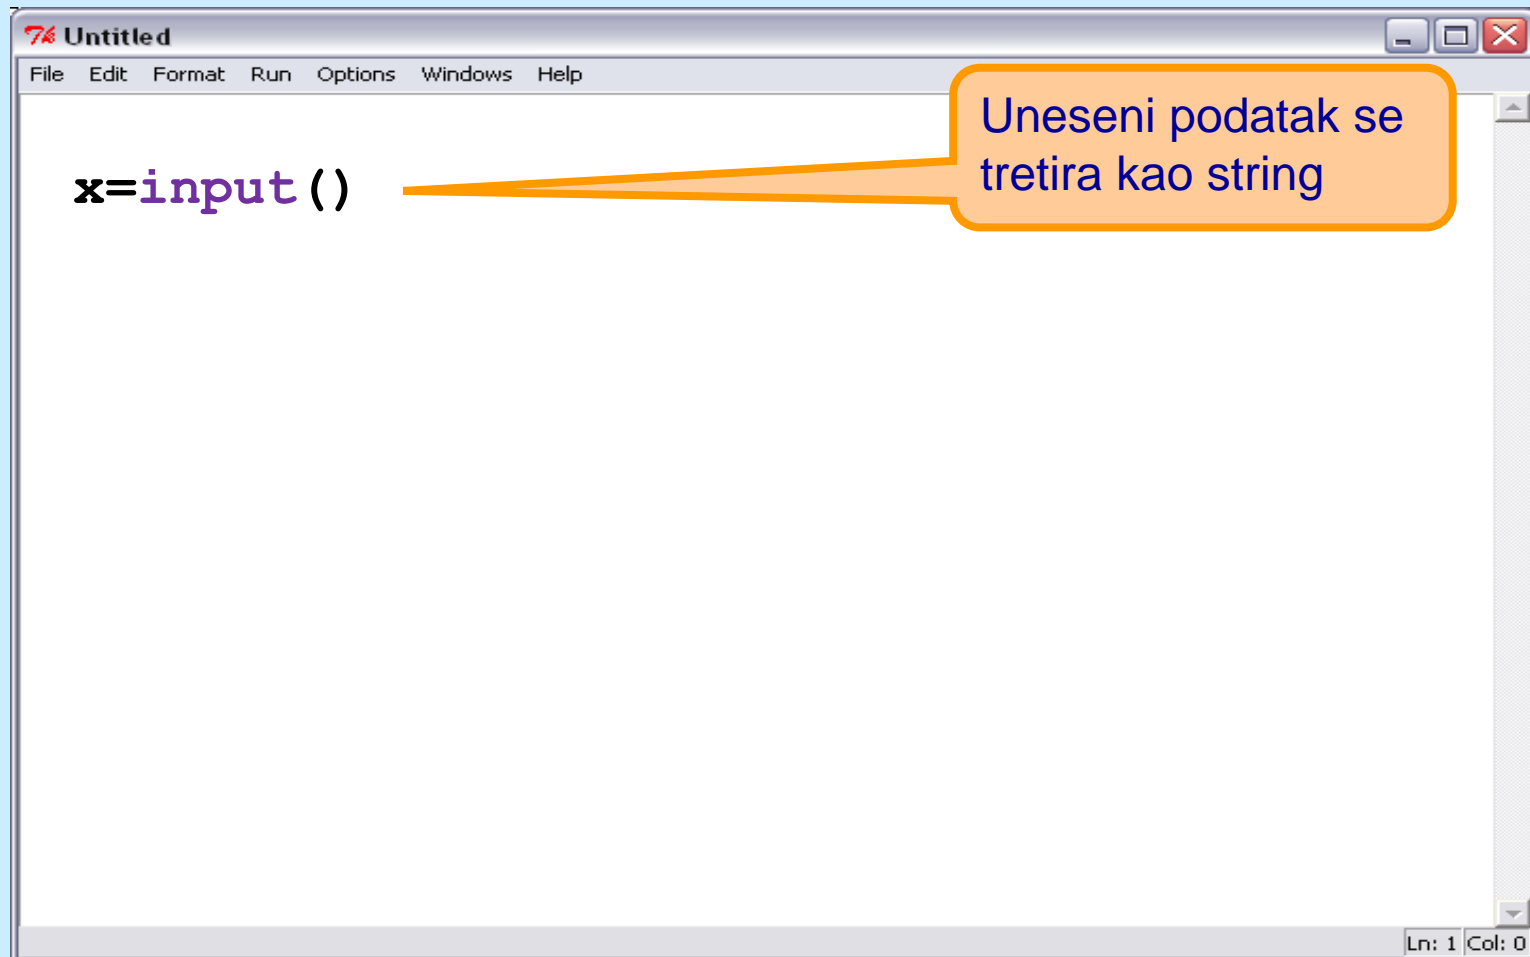 Untitled
File Edit Format Run Options Windows Help
Uneseni podatak se
tretira kao string
x=input()
Ln: 1 Col: 0